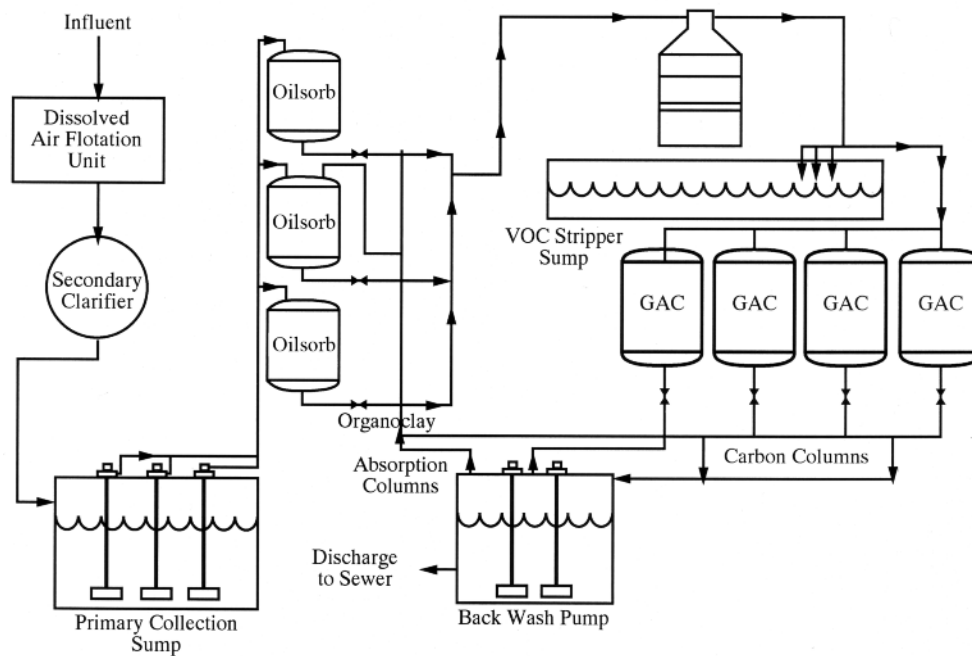 Influent
Dissolved
Air Flotation
Unit
Secondary
Clarifier
Primary Collection
Sump
Oilsorb
Oilsorb
Oilsorb
Organoclay
Absorption
Columns
VOC Stripper
Sump
GAC
GAC
GAC
GAC
Carbon Columns
Discharge
to Sewer
Back Wash Pump